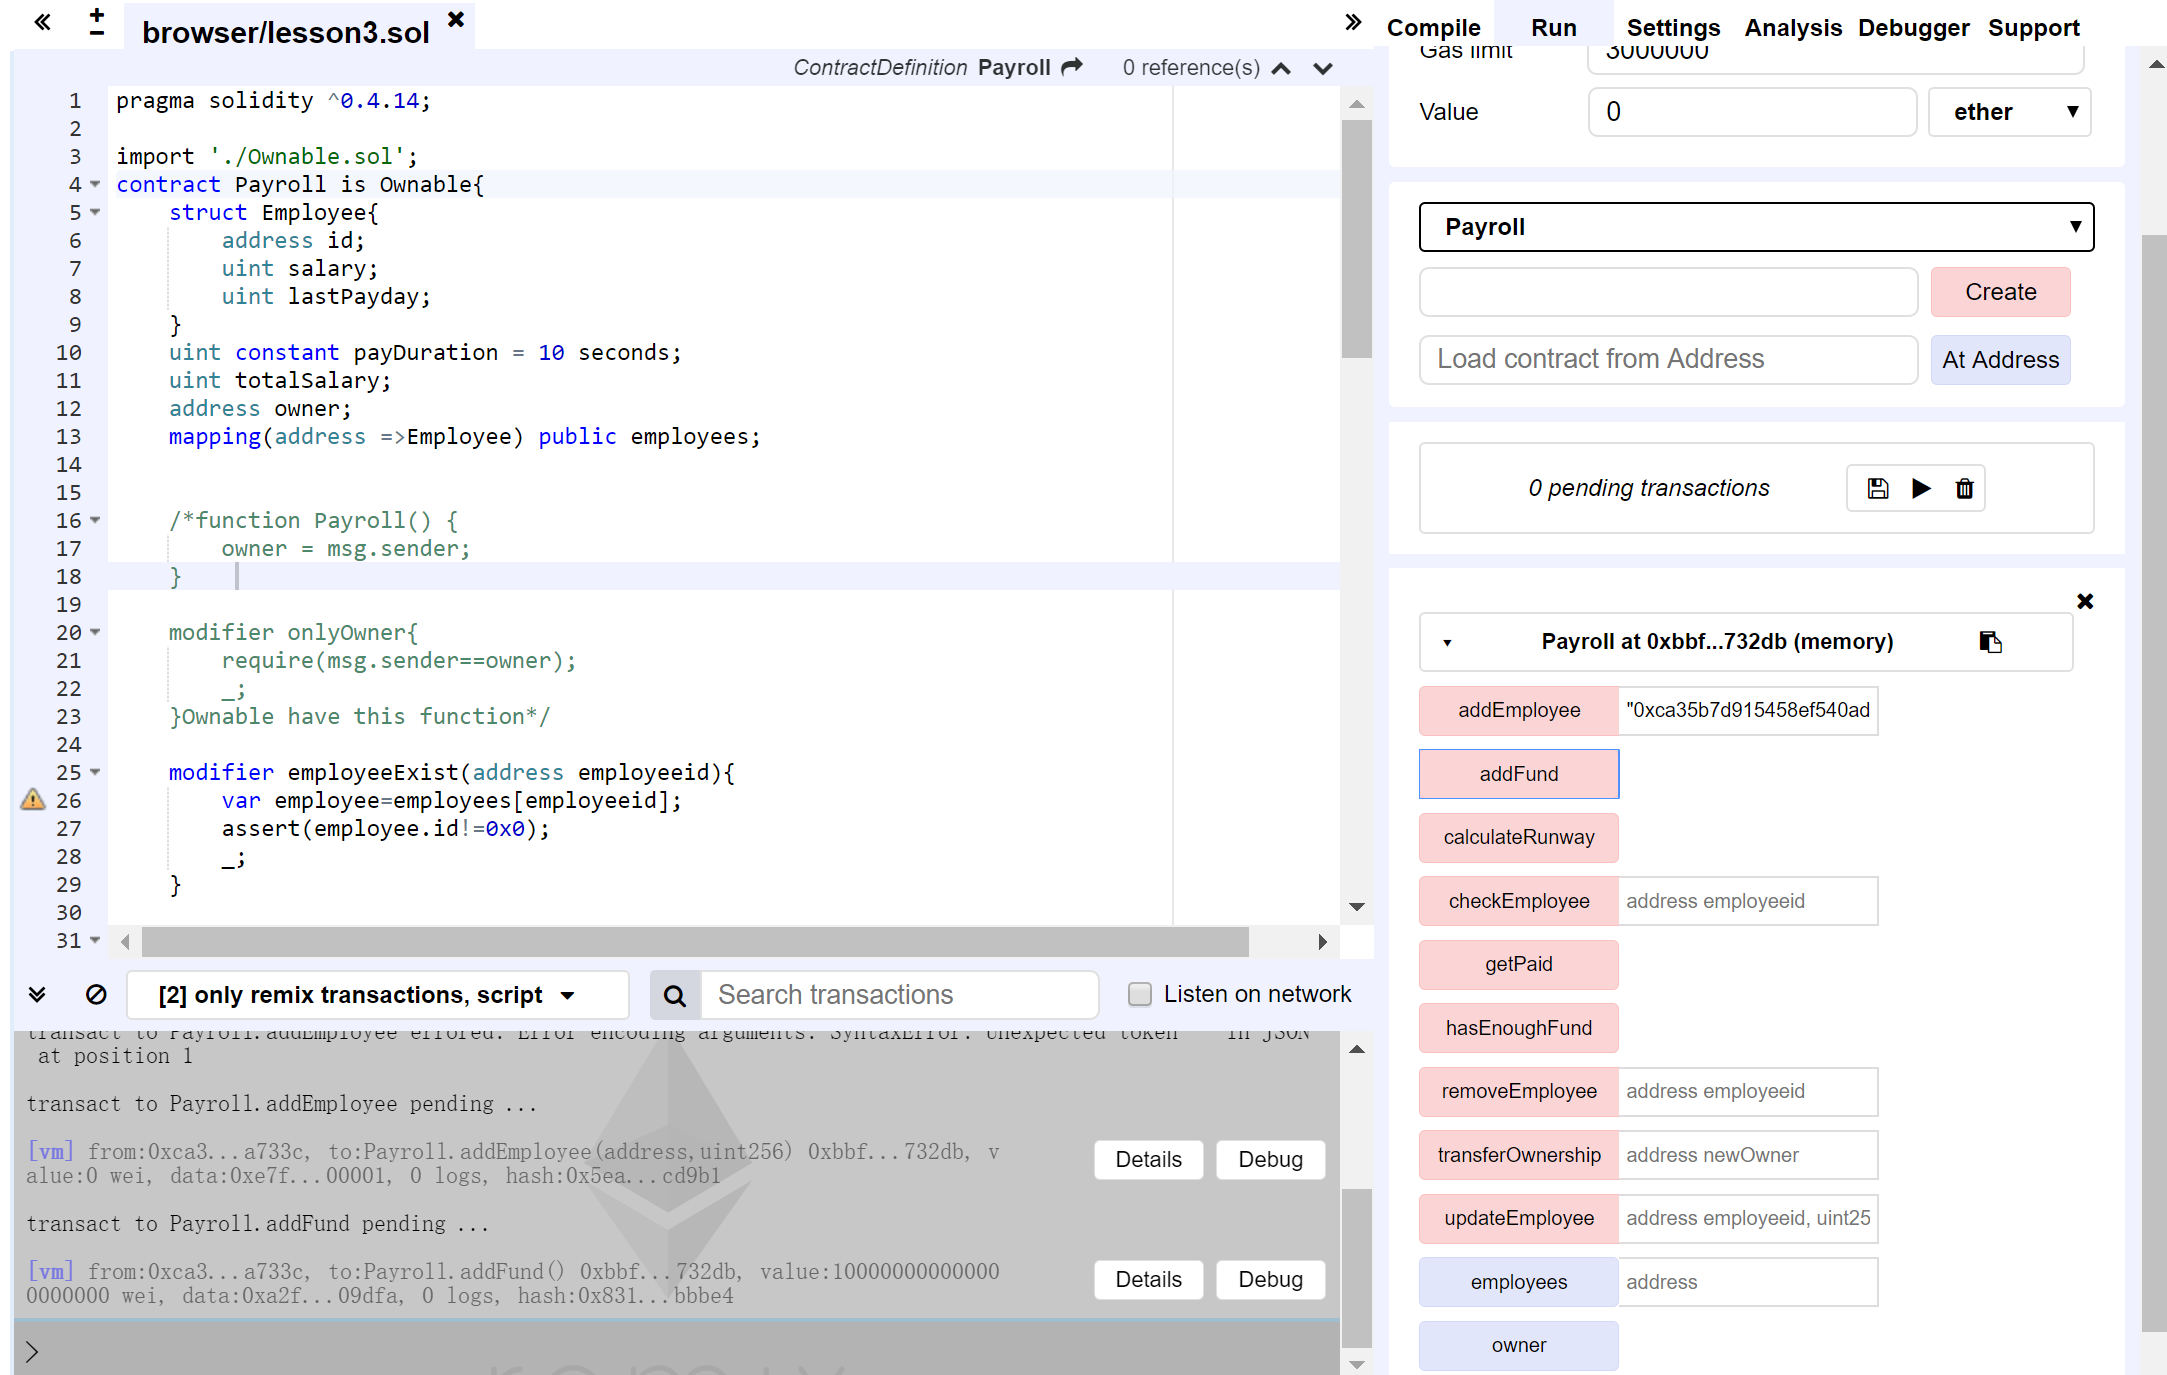 browser/lesson3.sol
ContractDefinition Payroll 0 reference(s)
1 pragma solidity ^0.4.14;
2
3 import './Ownable.sol';
4 contract Payroll is Ownable{
5 struct Employee{
6 address id;
7 uint salary;
8 uint lastPayday;
9 }
10 uint constant payDuration = 10 seconds;
11 uint totalSalary;
12 address owner;
13 mapping(address =>Employee) public employees;
14
15
16 /*function Payroll() {
17 owner = msg.sender;
18 }
19
20 modifier onlyOwner{
21 require(msg.sender==owner);
22 _;
23 }Ownable have this function*/
24
25 modifier employeeExist(address employeeid){
26 var employee=employees[employeeid];
27 assert(employee.id!=0x0);
28 _;
29 }
30
31
[2] only remix transactions, script
Search transactions
Listen on network
transact to Payroll.addEmployee errored: Error encoding arguments: SyntaxError: Unexpected token in JSON
at position 1
transact to Payroll.addEmployee pending ...
[vm] from:0xca3...a733c, to:Payroll.addEmployee(address,uint256) 0xbbf...732db, v
alue:0 wei, data:0xe7f...00001, 0 logs, hash:0x5ea...cd9b1
Details Debug
transact to Payroll.addFund pending ...
[vm] from:0xca3...a733c, to:Payroll.addFund() 0xbbf...732db, value:10000000000000
0000000 wei, data:0xa2f...09dfa, 0 logs, hash:0x831...bbbe4
Details Debug
>
Compile Run Settings Analysis Debugger Support
Gas limit 3000000
Value 0 ether
Payroll
Create
Load contract from Address At Address
0 pending transactions
Payroll at 0xbbf...732db (memory)
addEmployee "0xca35b7d915458ef540ad
addFund
calculateRunway
checkEmployee address employeeid
getPaid
hasEnoughFund
removeEmployee address employeeid
transferOwnership address newOwner
updateEmployee address employeeid, uint25
employees address
owner